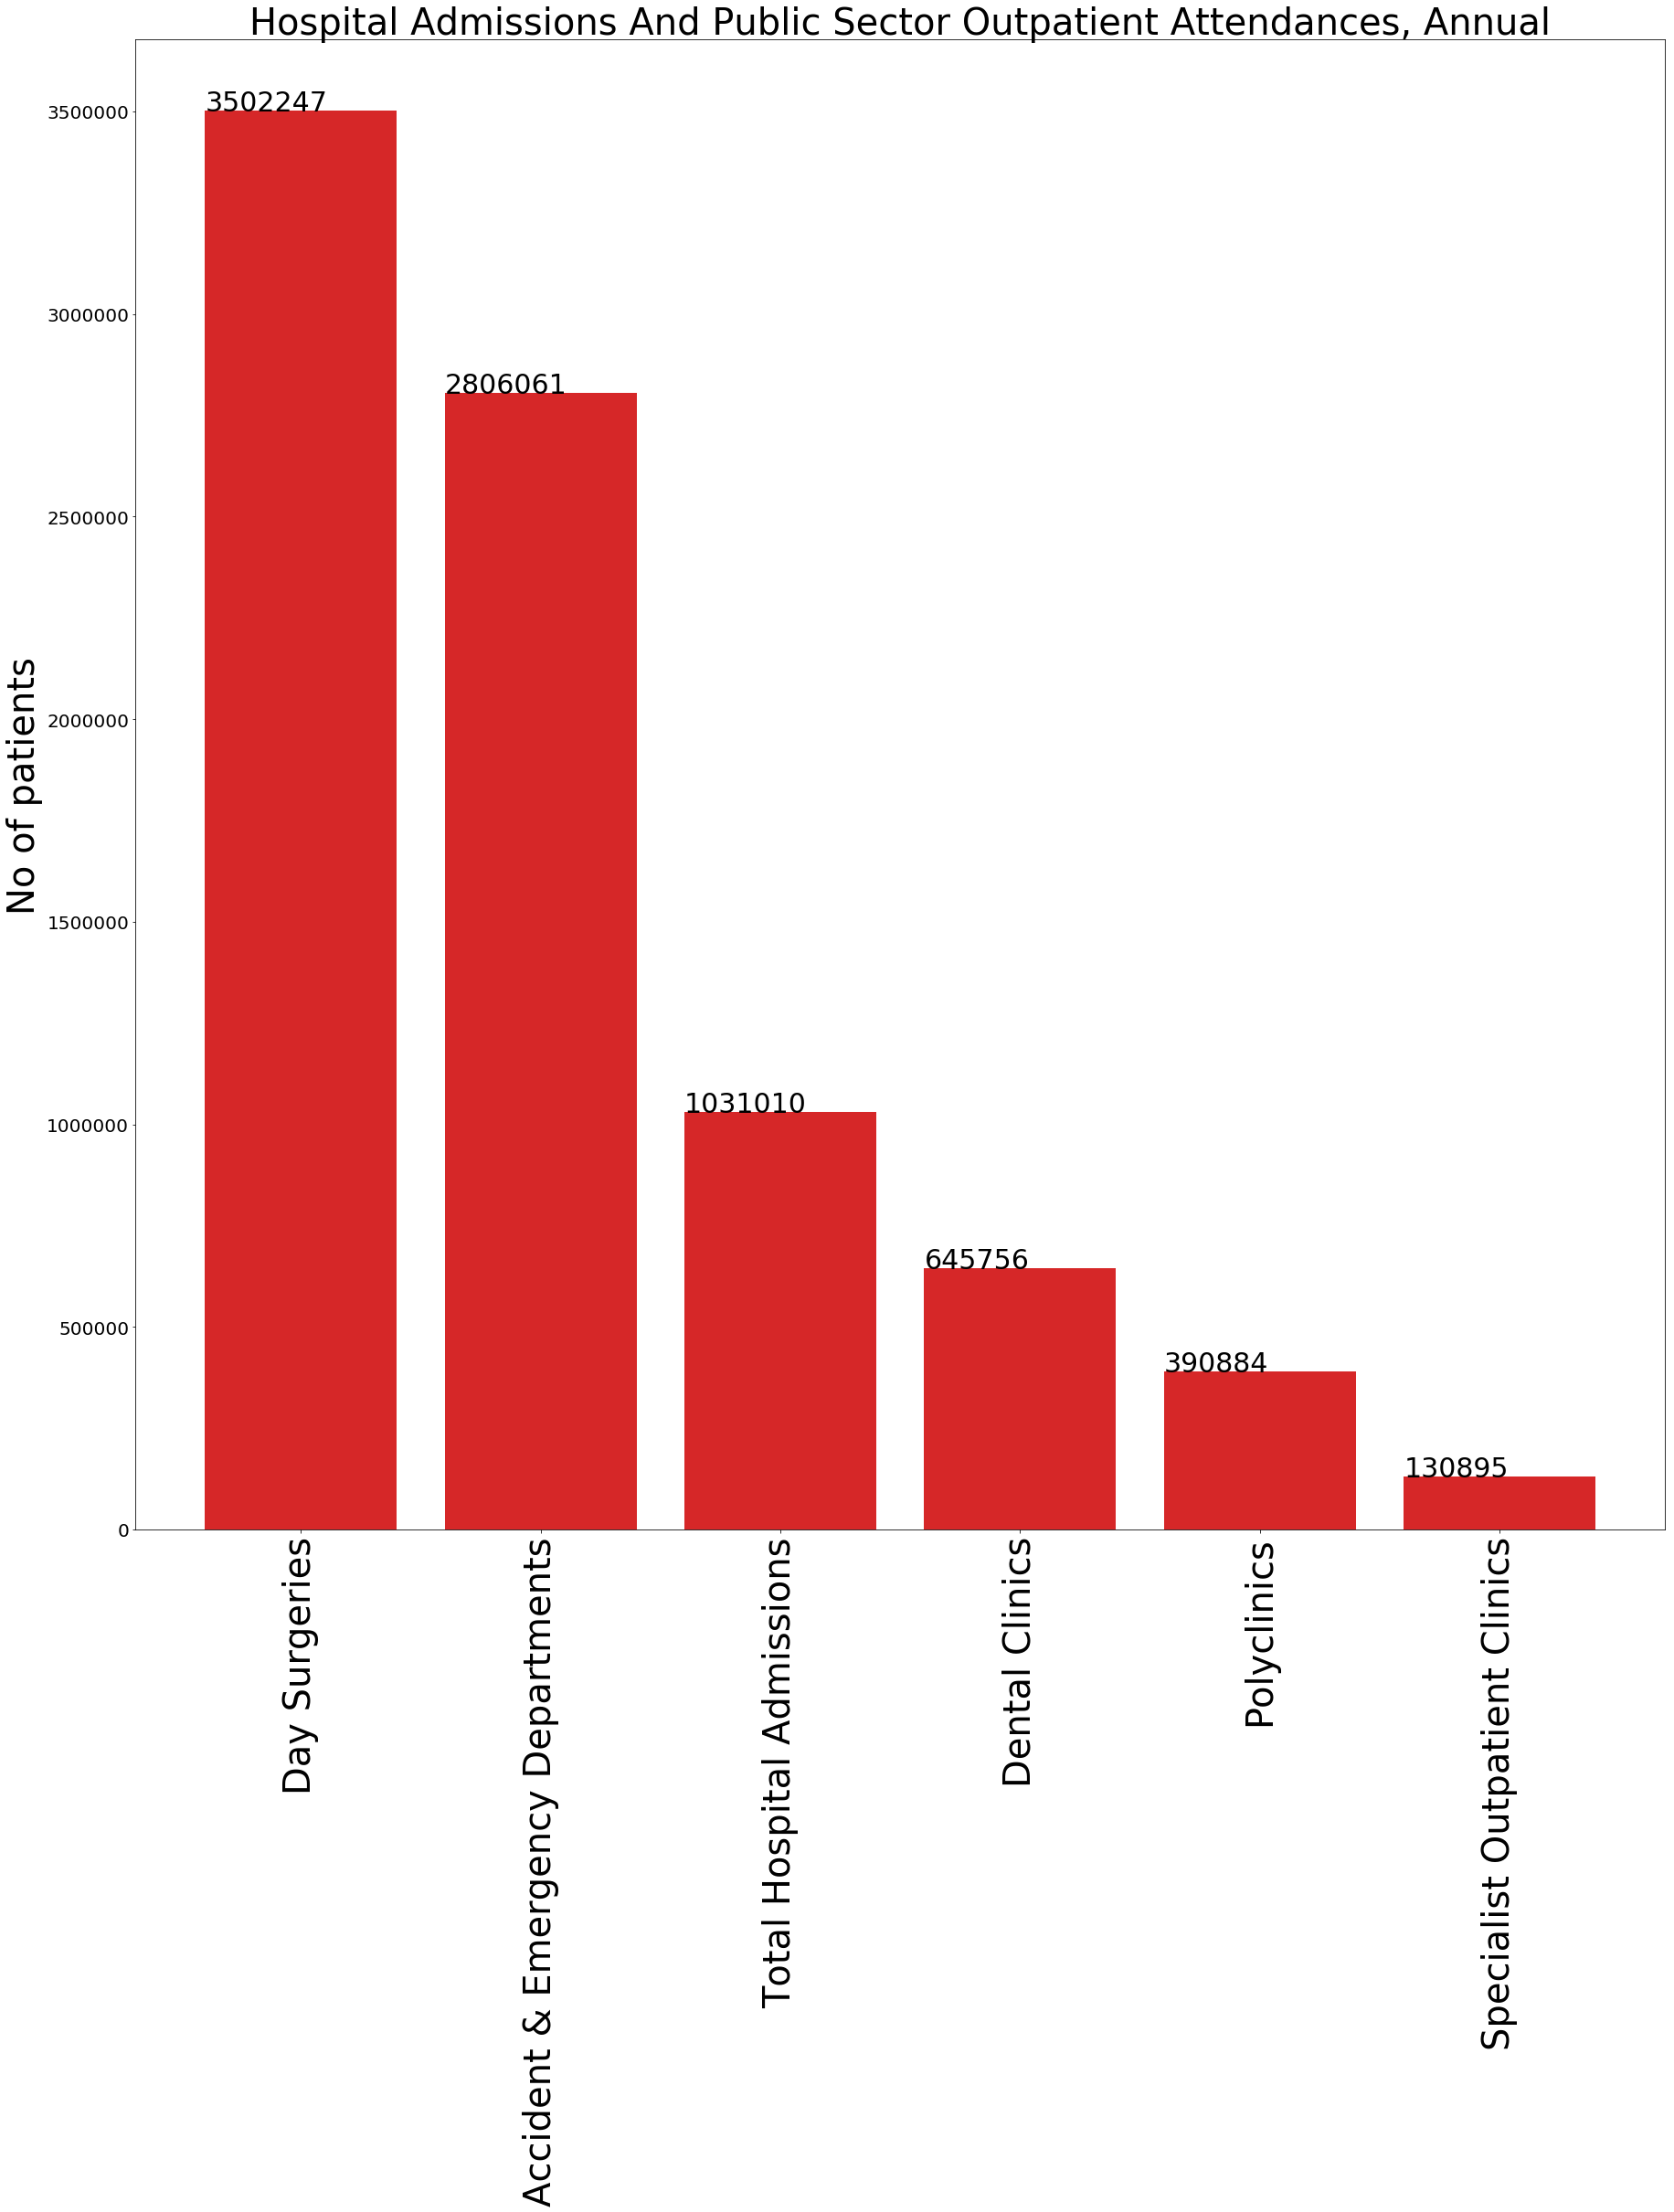 Hospital Admissions And Public Sector Outpatient Attendances, Annual
No of patients
3500000
3000000
2500000
2000000
1500000
1000000
500000
0
3502247
2806061
1031010
645756
390884
130895
Day Surgeries
Accident & Emergency Departments
Total Hospital Admissions
Dental Clinics
Polyclinics
Specialist Outpatient Clinics